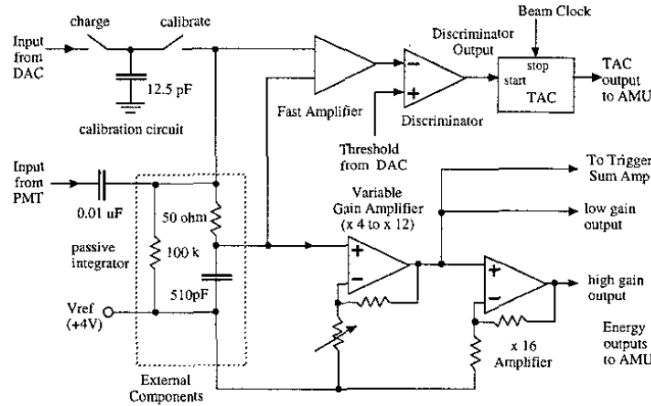 charge
calibrate
Input
from
DAC
12.5 pF
calibration circuit
Fast Amplifier
Discriminator
Output
Discriminator
Threshold
from DAC
Beam Clock
stop
start
TAC
TAC
output
to AMU
Input
from
PMT
0.01 uF
50 ohm
100 k
510pF
passive
integrator
Vref
(+4V)
External
Components
Variable
Gain Amplifier
(x 4 to x 12)
To Trigger
Sum Amp
low gain
output
high gain
output
x 16
Amplifier
Energy
outputs
to AMU